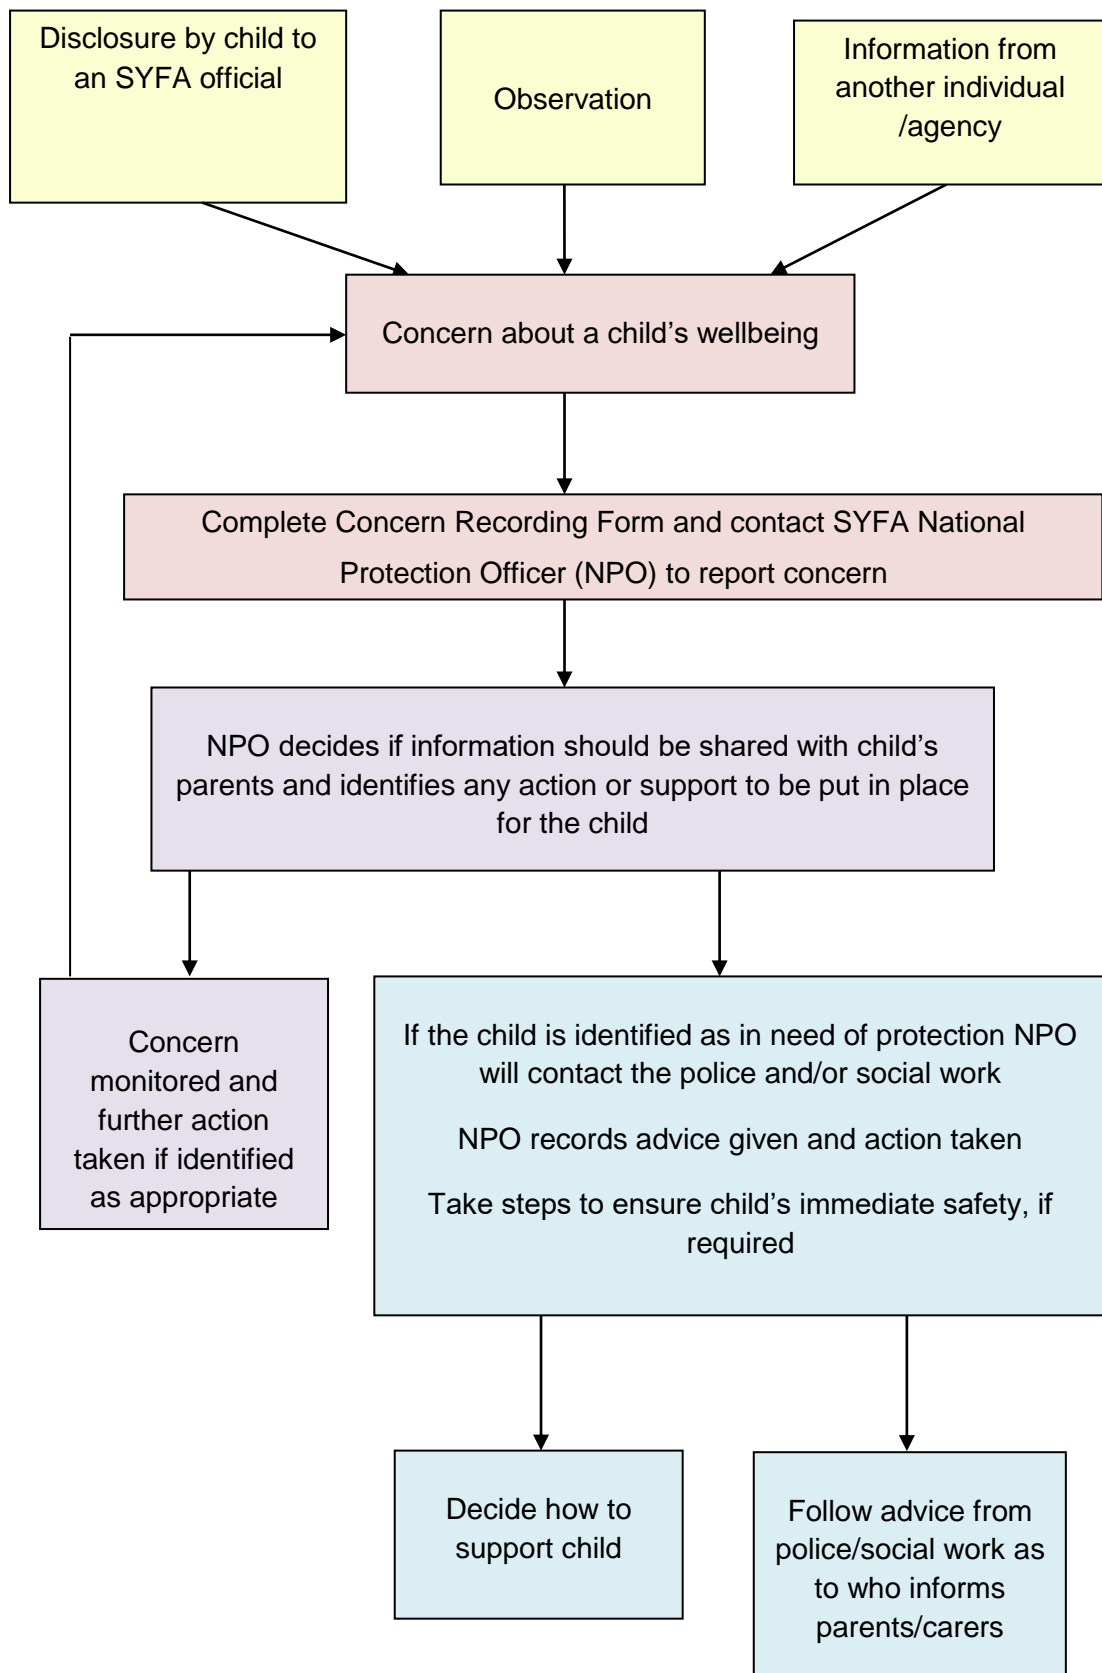 Disclosure by child to
an SYFA official
Observation
Information from
another individual
/agency
Concern about a child’s wellbeing
Complete Concern Recording Form and contact SYFA National
Protection Officer (NPO) to report concern
NPO decides if information should be shared with child’s
parents and identifies any action or support to be put in place
for the child
Concern
monitored and
further action
taken if identified
as appropriate
If the child is identified as in need of protection NPO
will contact the police and/or social work
NPO records advice given and action taken
Take steps to ensure child’s immediate safety, if
required
Decide how to
support child
Follow advice from
police/social work as
to who informs
parents/carers